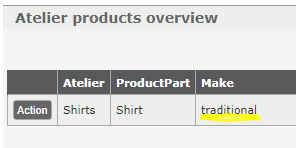 Atelier products overview
Atelier ProductPart Make
Action Shirts Shirt traditional